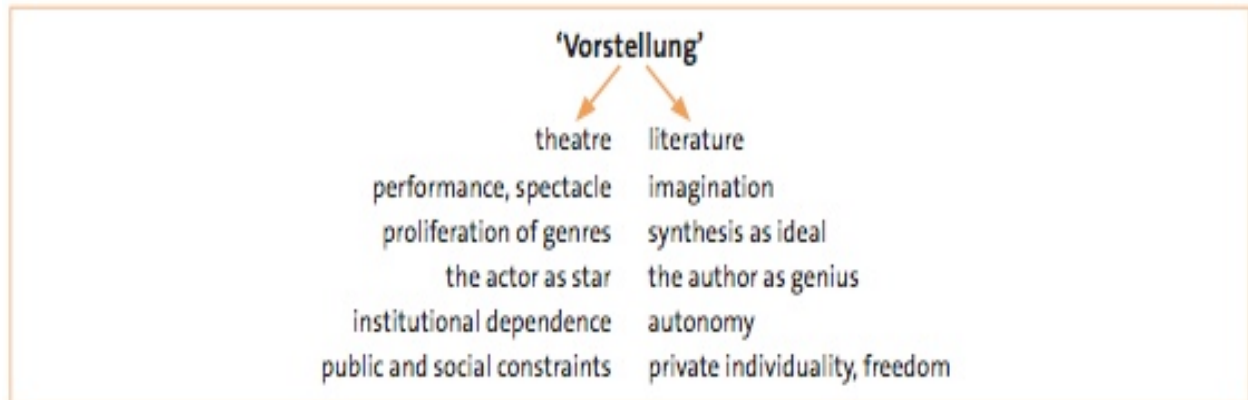 ‘Vorstellung’
theatre literature
performance, spectacle imagination
proliferation of genres synthesis as ideal
the actor as star the author as genius
institutional dependence autonomy
public and social constraints private individuality, freedom